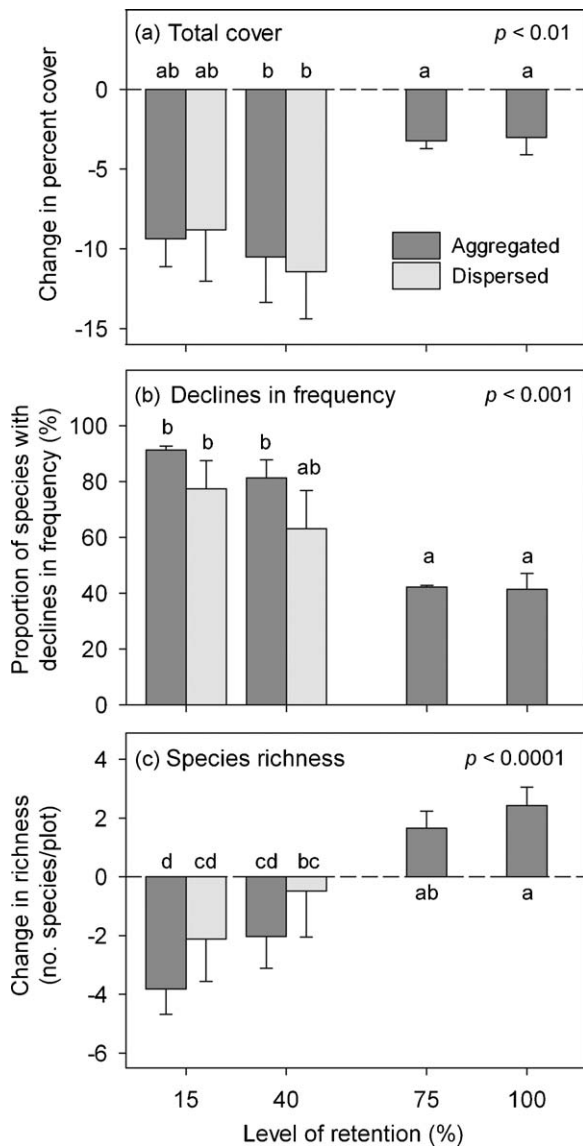 (a) Total cover
p < 0.01
ab ab b b a a
0
-5
-10
-15
Change in percent cover
Aggregated
Dispersed
(b) Declines in frequency
p < 0.001
b b b ab a a
100
80
60
40
20
0
Proportion of species with
declines in frequency (%)
(c) Species richness
p < 0.0001
d cd cd bc ab a
4
2
0
-2
-4
-6
Change in richness
(no. species/plot)
15 40 75 100
Level of retention (%)